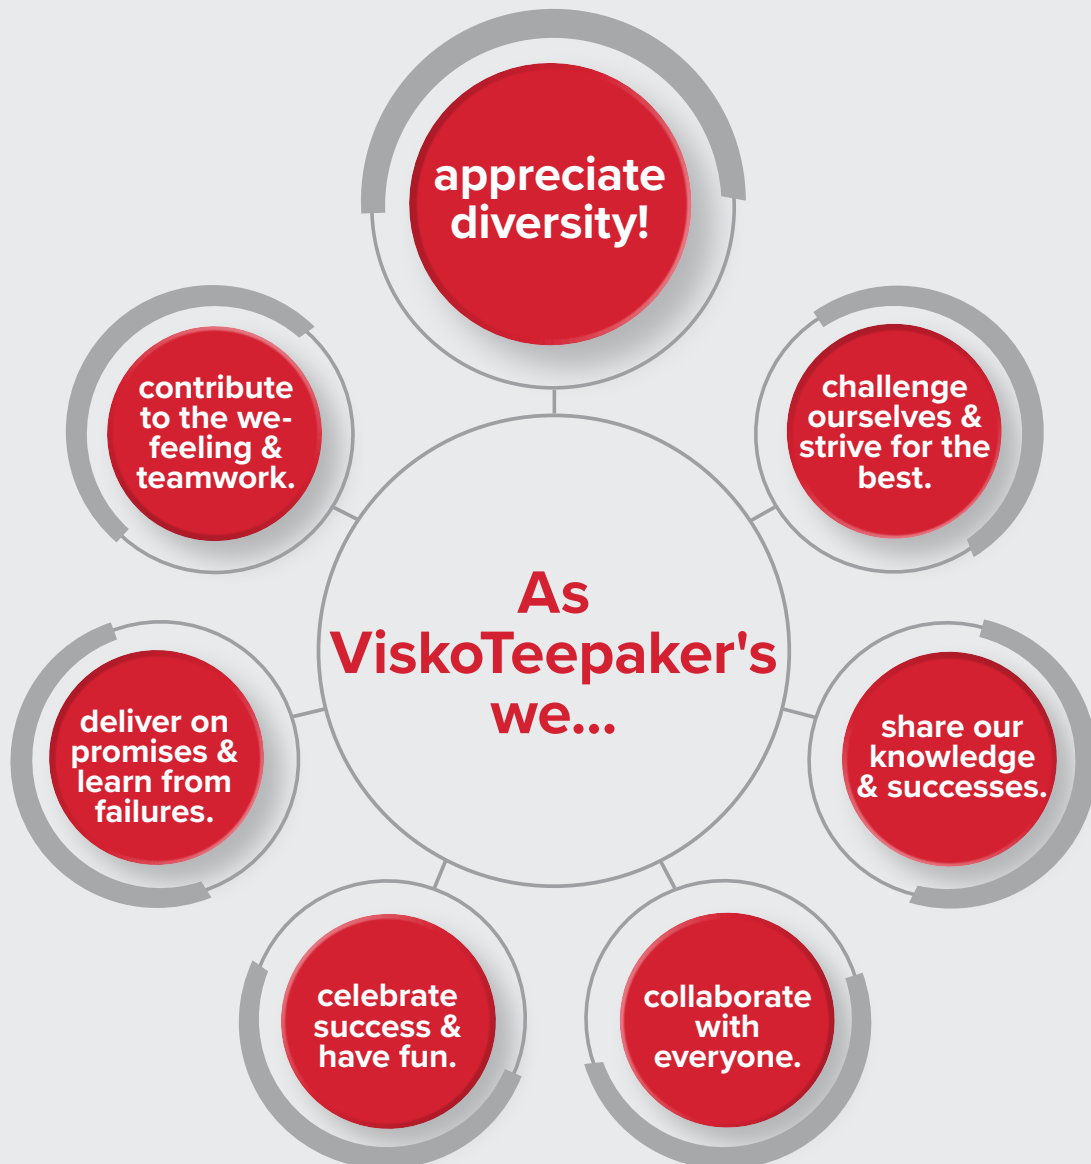 appreciate
diversity!
contribute
to the we-
feeling &
teamwork.
challenge
ourselves &
strive for the
best.
As
ViskoTeepaker's
we...
deliver on
promises &
learn from
failures.
share our
knowledge
& successes.
celebrate
success &
have fun.
collaborate
with
everyone.